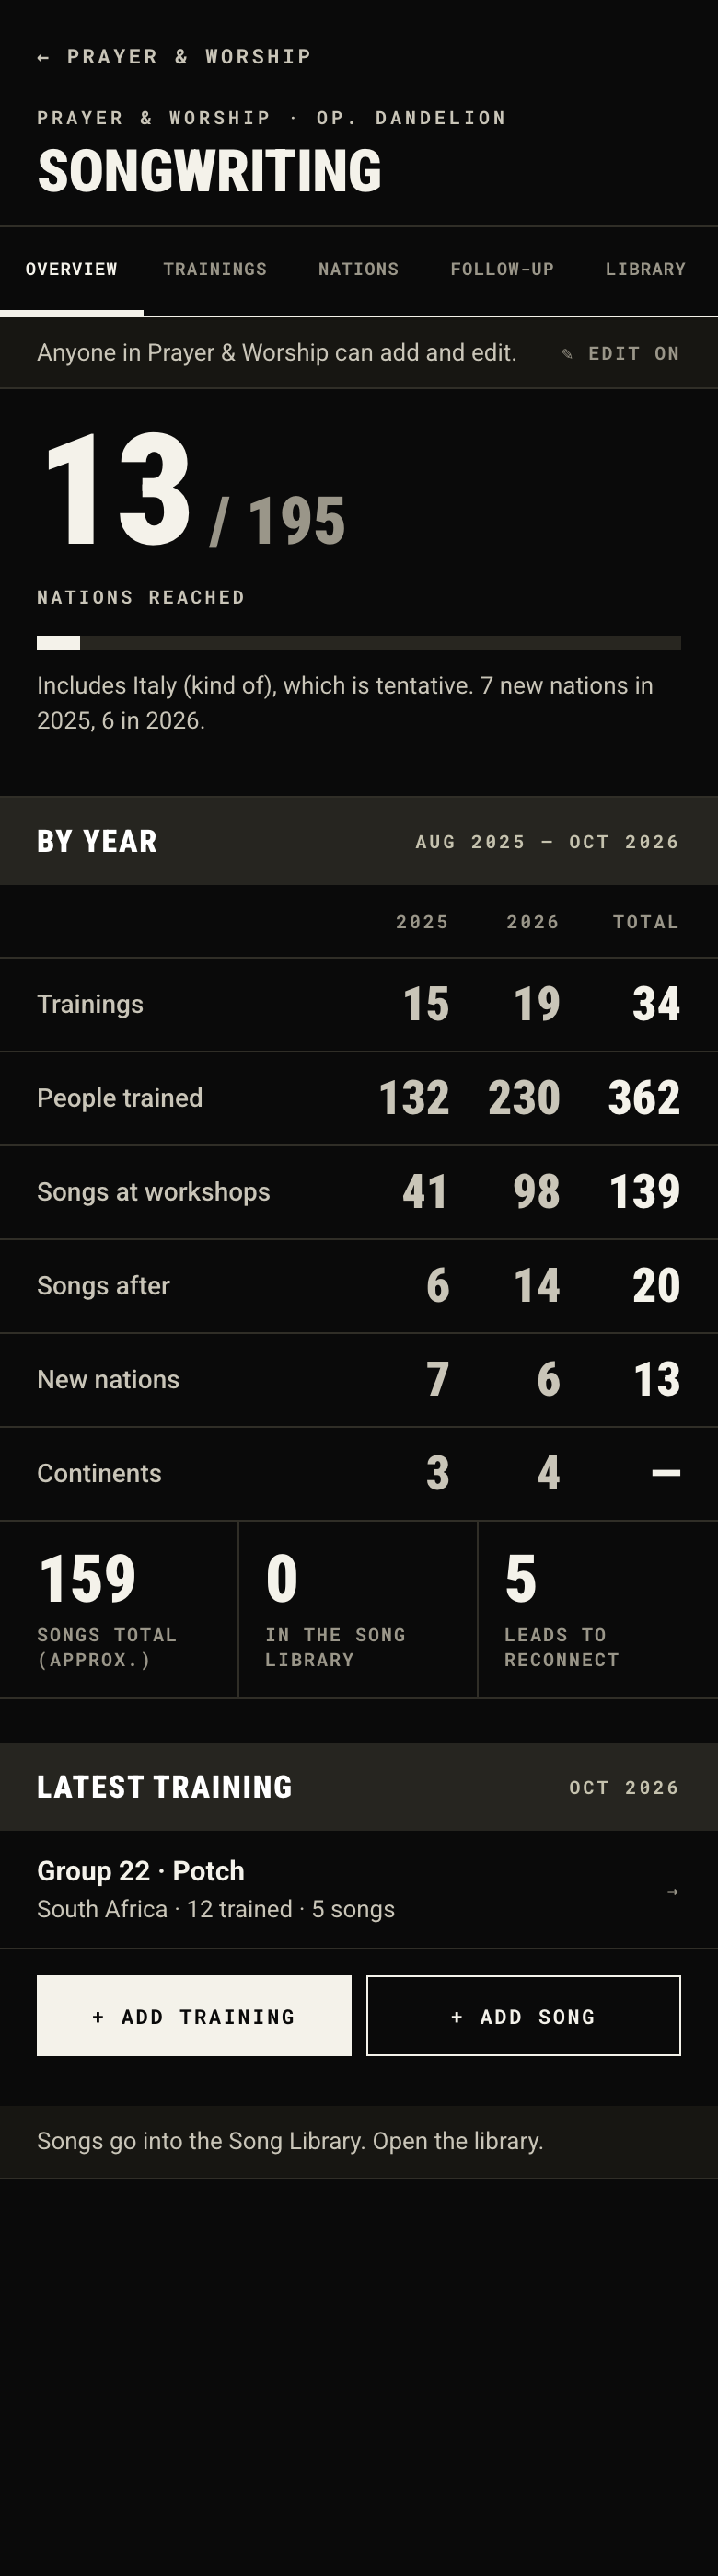 ← PRAYER & WORSHIP
PRAYER & WORSHIP · OP. DANDELION
SONGWRITING
OVERVIEW TRAININGS NATIONS FOLLOW-UP LIBRARY
Anyone in Prayer & Worship can add and edit. ✎ EDIT ON
13 / 195
NATIONS REACHED
Includes Italy (kind of), which is tentative. 7 new nations in
2025, 6 in 2026.
BY YEAR AUG 2025 – OCT 2026
2025 2026 TOTAL
Trainings 15 19 34
People trained 132 230 362
Songs at workshops 41 98 139
Songs after 6 14 20
New nations 7 6 13
Continents 3 4 —
159 0 5
SONGS TOTAL IN THE SONG LEADS TO
(APPROX.) LIBRARY RECONNECT
LATEST TRAINING OCT 2026
Group 22 · Potch
South Africa · 12 trained · 5 songs →
+ ADD TRAINING + ADD SONG
Songs go into the Song Library. Open the library.